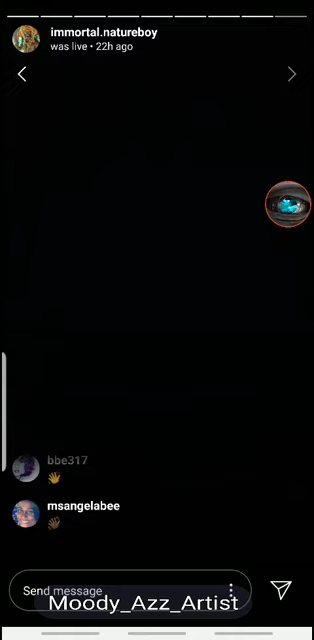 immortal.natureboy
was live • 22h ago
bbe317
👋
msangelabee
👋🏾
Send message
Moody_Azz_Artist